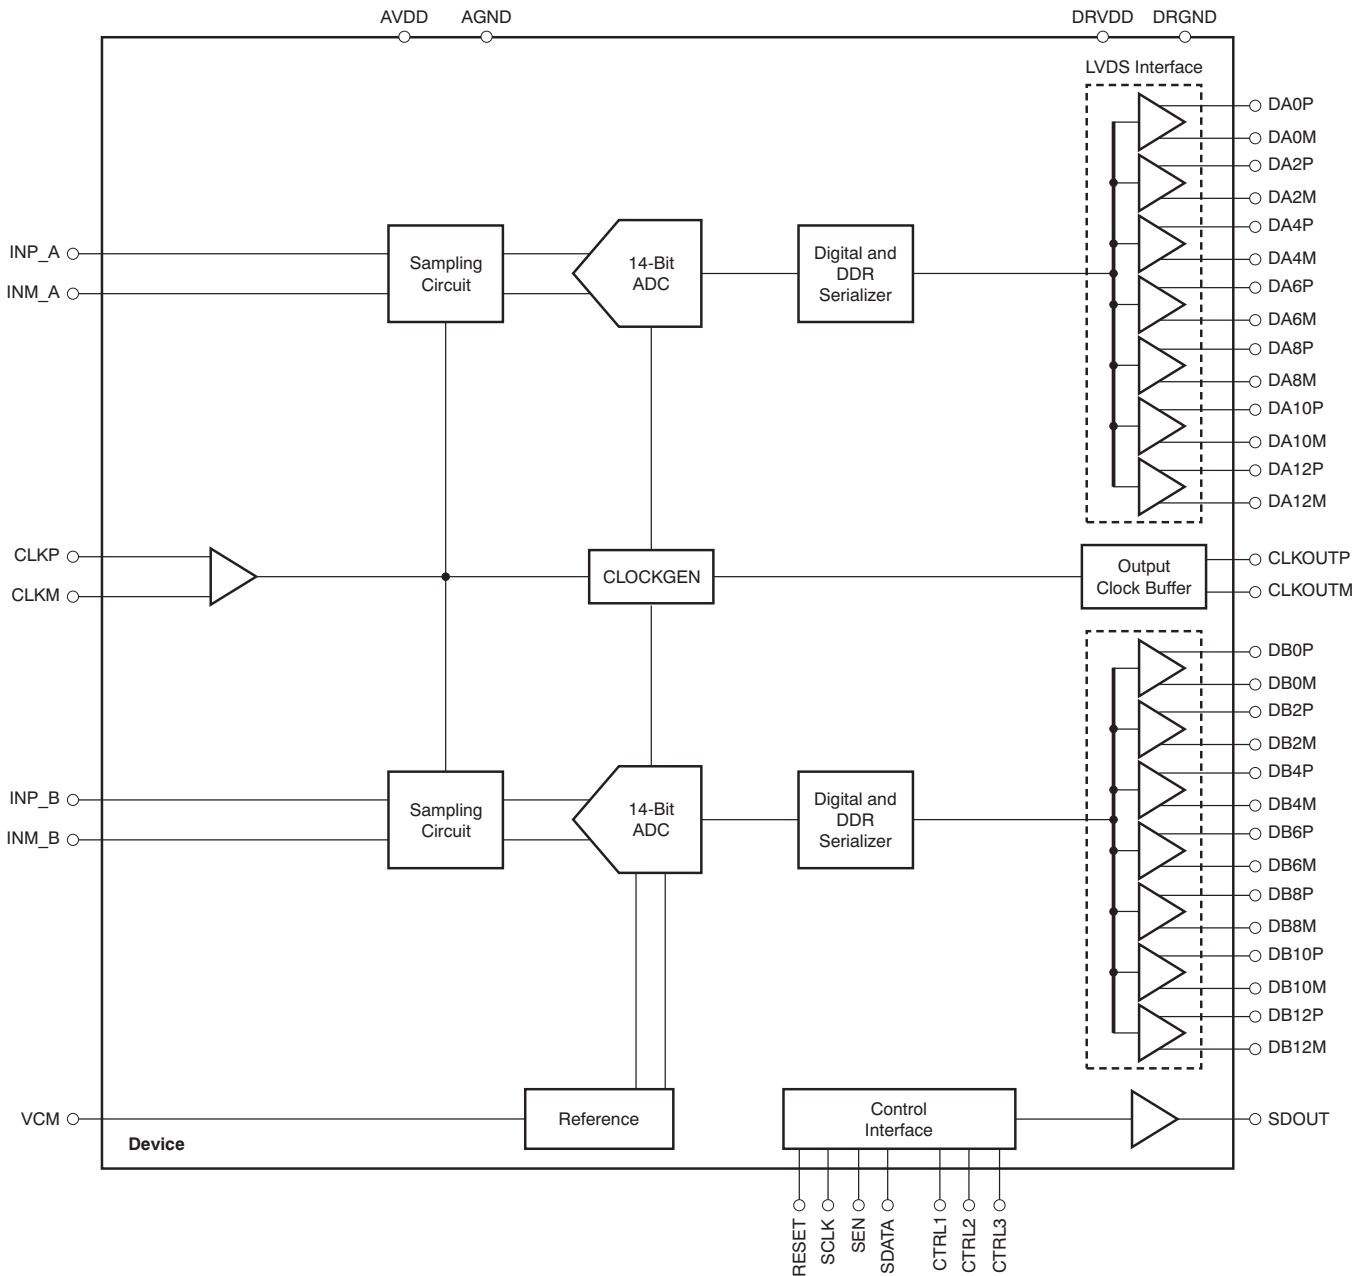 AVDD
AGND
DRVDD
DRGND
LVDS Interface
DA0P
DA0M
DA2P
DA2M
DA4P
DA4M
DA6P
DA6M
DA8P
DA8M
DA10P
DA10M
DA12P
DA12M
INP_A
INM_A
Sampling
Circuit
14-Bit
ADC
Digital and
DDR
Serializer
CLKP
CLKM
CLOCKGEN
Output
Clock Buffer
CLKOUTP
CLKOUTM
DB0P
DB0M
DB2P
DB2M
DB4P
DB4M
DB6P
DB6M
DB8P
DB8M
DB10P
DB10M
DB12P
DB12M
INP_B
INM_B
Sampling
Circuit
14-Bit
ADC
Digital and
DDR
Serializer
VCM
Reference
Control
Interface
SDOUT
Device
RESET
SCLK
SEN
SDATA
CTRL1
CTRL2
CTRL3